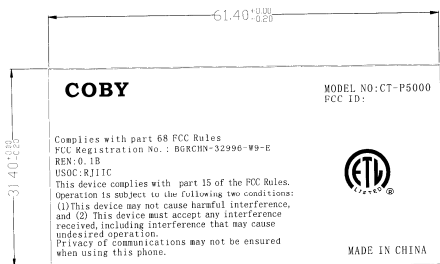 61.40 +0.00 -0.20
COBY
MODEL NO:CT-P5000
FCC ID:
31.40 +0.00 -0.20
Complies with part 68 FCC Rules
FCC Registration No.: BGRCHN-32996-W9-E
REN:0.1B
USOC:RJIIC
This device complies with part 15 of the FCC Rules.
Operation is subject to the following two conditions:
(1)This device may not cause harmful interference,
and (2) This device must accept any interference
received, including interference that may cause
undesired operation.
Privacy of communications may not be ensured
when using this phone.
ETL
LISTED
®
MADE IN CHINA